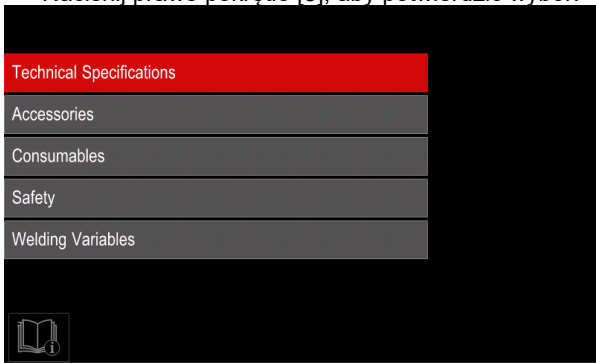 Technical Specifications
Accessories
Consumables
Safety
Welding Variables